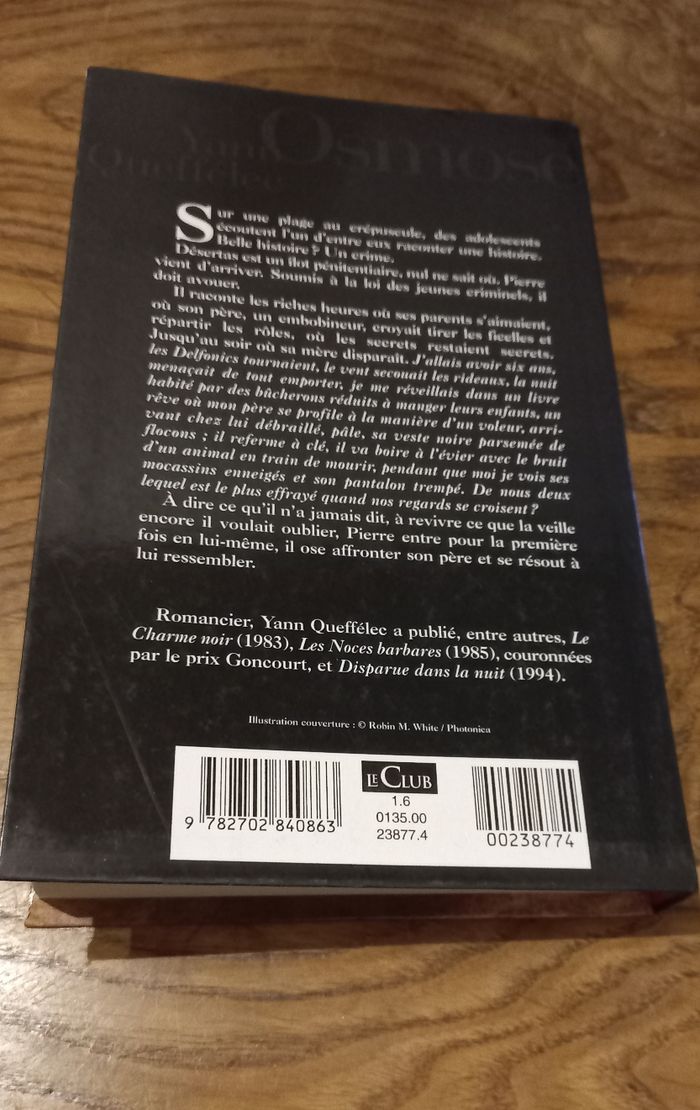 Osmose
Yann
Queffélec
Sur une plage au crépuscule, des adolescents
écoutent l'un d'entre eux raconter une histoire.
Belle histoire ? Un crime.
Désertas est un îlot pénitentiaire, nul ne sait où. Pierre
vient d'arriver. Soumis à la loi des jeunes criminels, il
doit avouer.
Il raconte les riches heures où ses parents s'aimaient,
où son père, un embobineur, croyait tirer les ficelles et
répartir les rôles, où les secrets restaient secrets.
Jusqu'au soir où sa mère disparaît. J'allais avoir six ans,
les Delfonics tournaient, le vent secouait les rideaux, la nuit
menaçait de tout emporter, je me réveillais dans un livre
habité par des bûcherons réduits à manger leurs enfants, un
rêve où mon père se profile à la manière d'un voleur, arri-
vant chez lui débraillé, pâle, sa veste noire parsemée de
flocons ; il referme à clé, il va boire à l'évier avec le bruit
d'un animal en train de mourir, pendant que moi je vois ses
mocassins enneigés et son pantalon trempé. De nous deux
lequel est le plus effrayé quand nos regards se croisent ?
À dire ce qu'il n'a jamais dit, à revivre ce que la veille
encore il voulait oublier, Pierre entre pour la première
fois en lui-même, il ose affronter son père et se résout à
lui ressembler.
Romancier, Yann Queffélec a publié, entre autres, Le
Charme noir (1983), Les Noces barbares (1985), couronnées
par le prix Goncourt, et Disparue dans la nuit (1994).
Illustration couverture : © Robin M. White / Photonica
LE CLUB
1.6
0135.00
23877.4
9 782702 840863
00238774